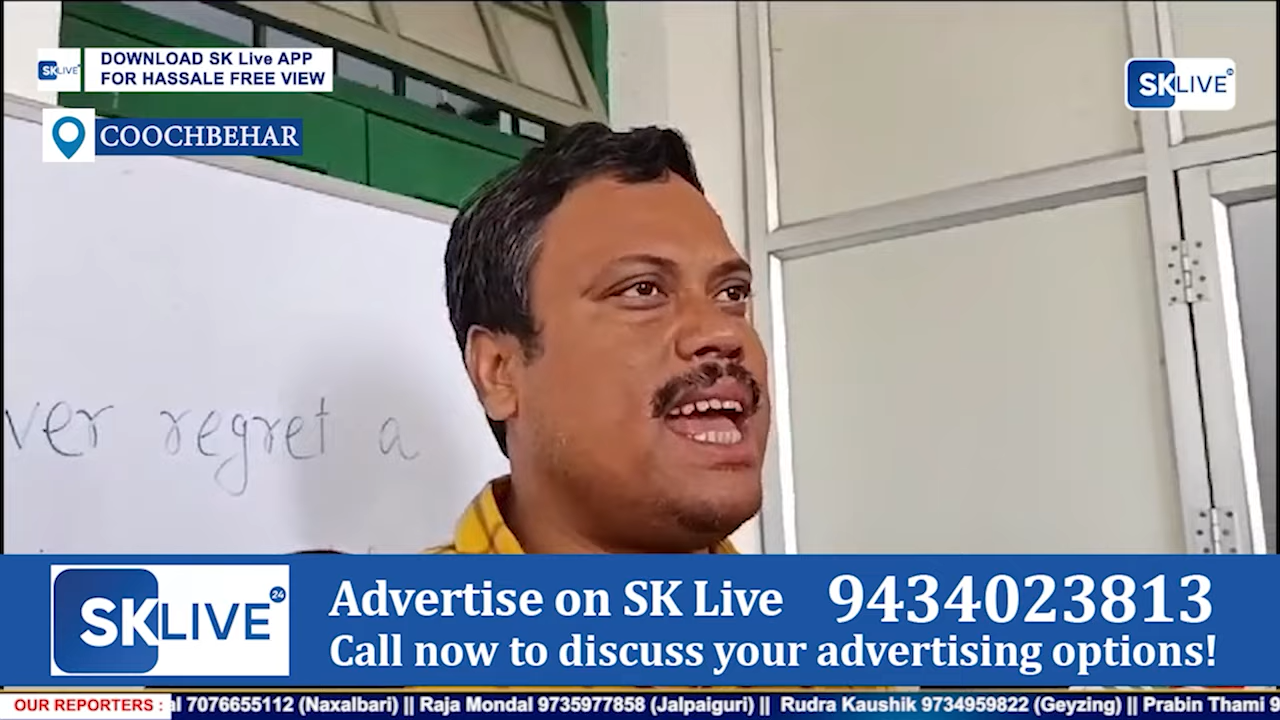 SKLIVE
DOWNLOAD SK Live APP
FOR HASSALE FREE VIEW
SKLIVE 24
COOCHBEHAR
ver regret a
SKLIVE 24
Advertise on SK Live 9434023813
Call now to discuss your advertising options!
OUR REPORTERS : al 7076655112 (Naxalbari) || Raja Mondal 9735977858 (Jalpaiguri) || Rudra Kaushik 9734959822 (Geyzing) || Prabin Thami 9